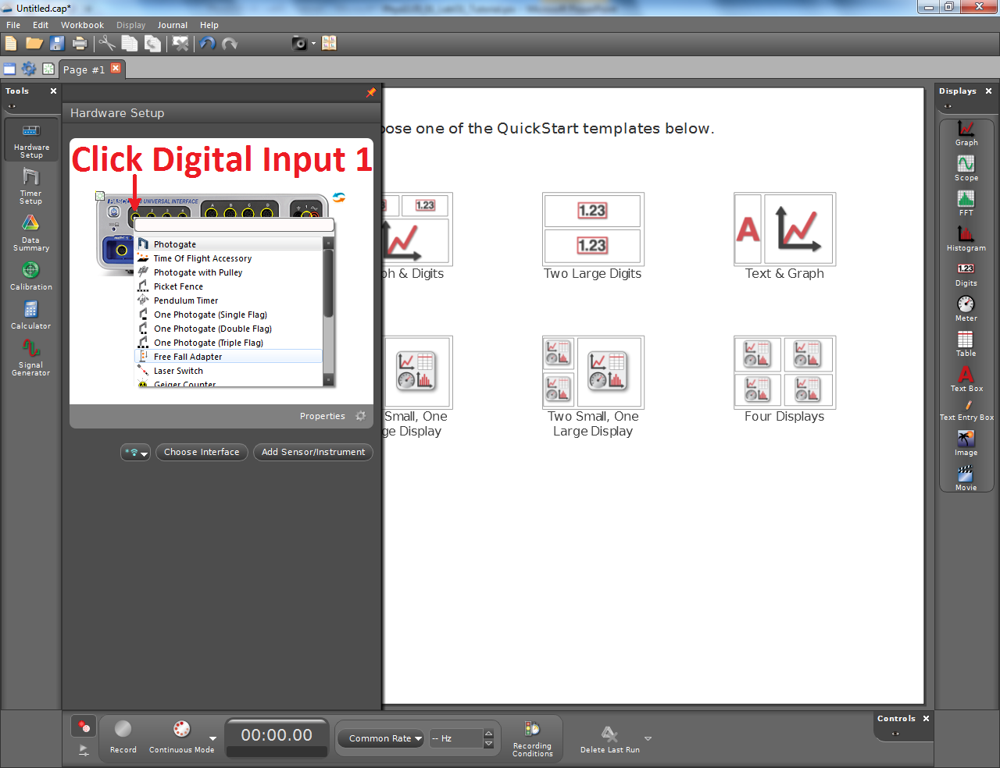 Untitled.cap*
File Edit Workbook Display Journal Help
Page #1
Tools
Displays
Hardware Setup
Click Digital Input 1
UNIVERSAL INTERFACE
1 2 3 4 A B C D
Photogate
Time Of Flight Accessory
Photogate with Pulley
Picket Fence
Pendulum Timer
One Photogate (Single Flag)
One Photogate (Double Flag)
One Photogate (Triple Flag)
Free Fall Adapter
Laser Switch
Geiger Counter
Properties
Choose Interface Add Sensor/Instrument
Hardware
Setup
Timer
Setup
Data
Summary
Calibration
Calculator
Signal
Generator
oose one of the QuickStart templates below.
1.23
1.23
1.23
A
ph & Digits
Two Large Digits
Text & Graph
Small, One
ge Display
Two Small, One
Large Display
Four Displays
Graph
Scope
FFT
Histogram
1.23
Digits
Meter
Table
A
Text Box
Text Entry Box
Image
Movie
Record
Continuous Mode
00:00.00
Common Rate
-- Hz
Recording
Conditions
Delete Last Run
Controls